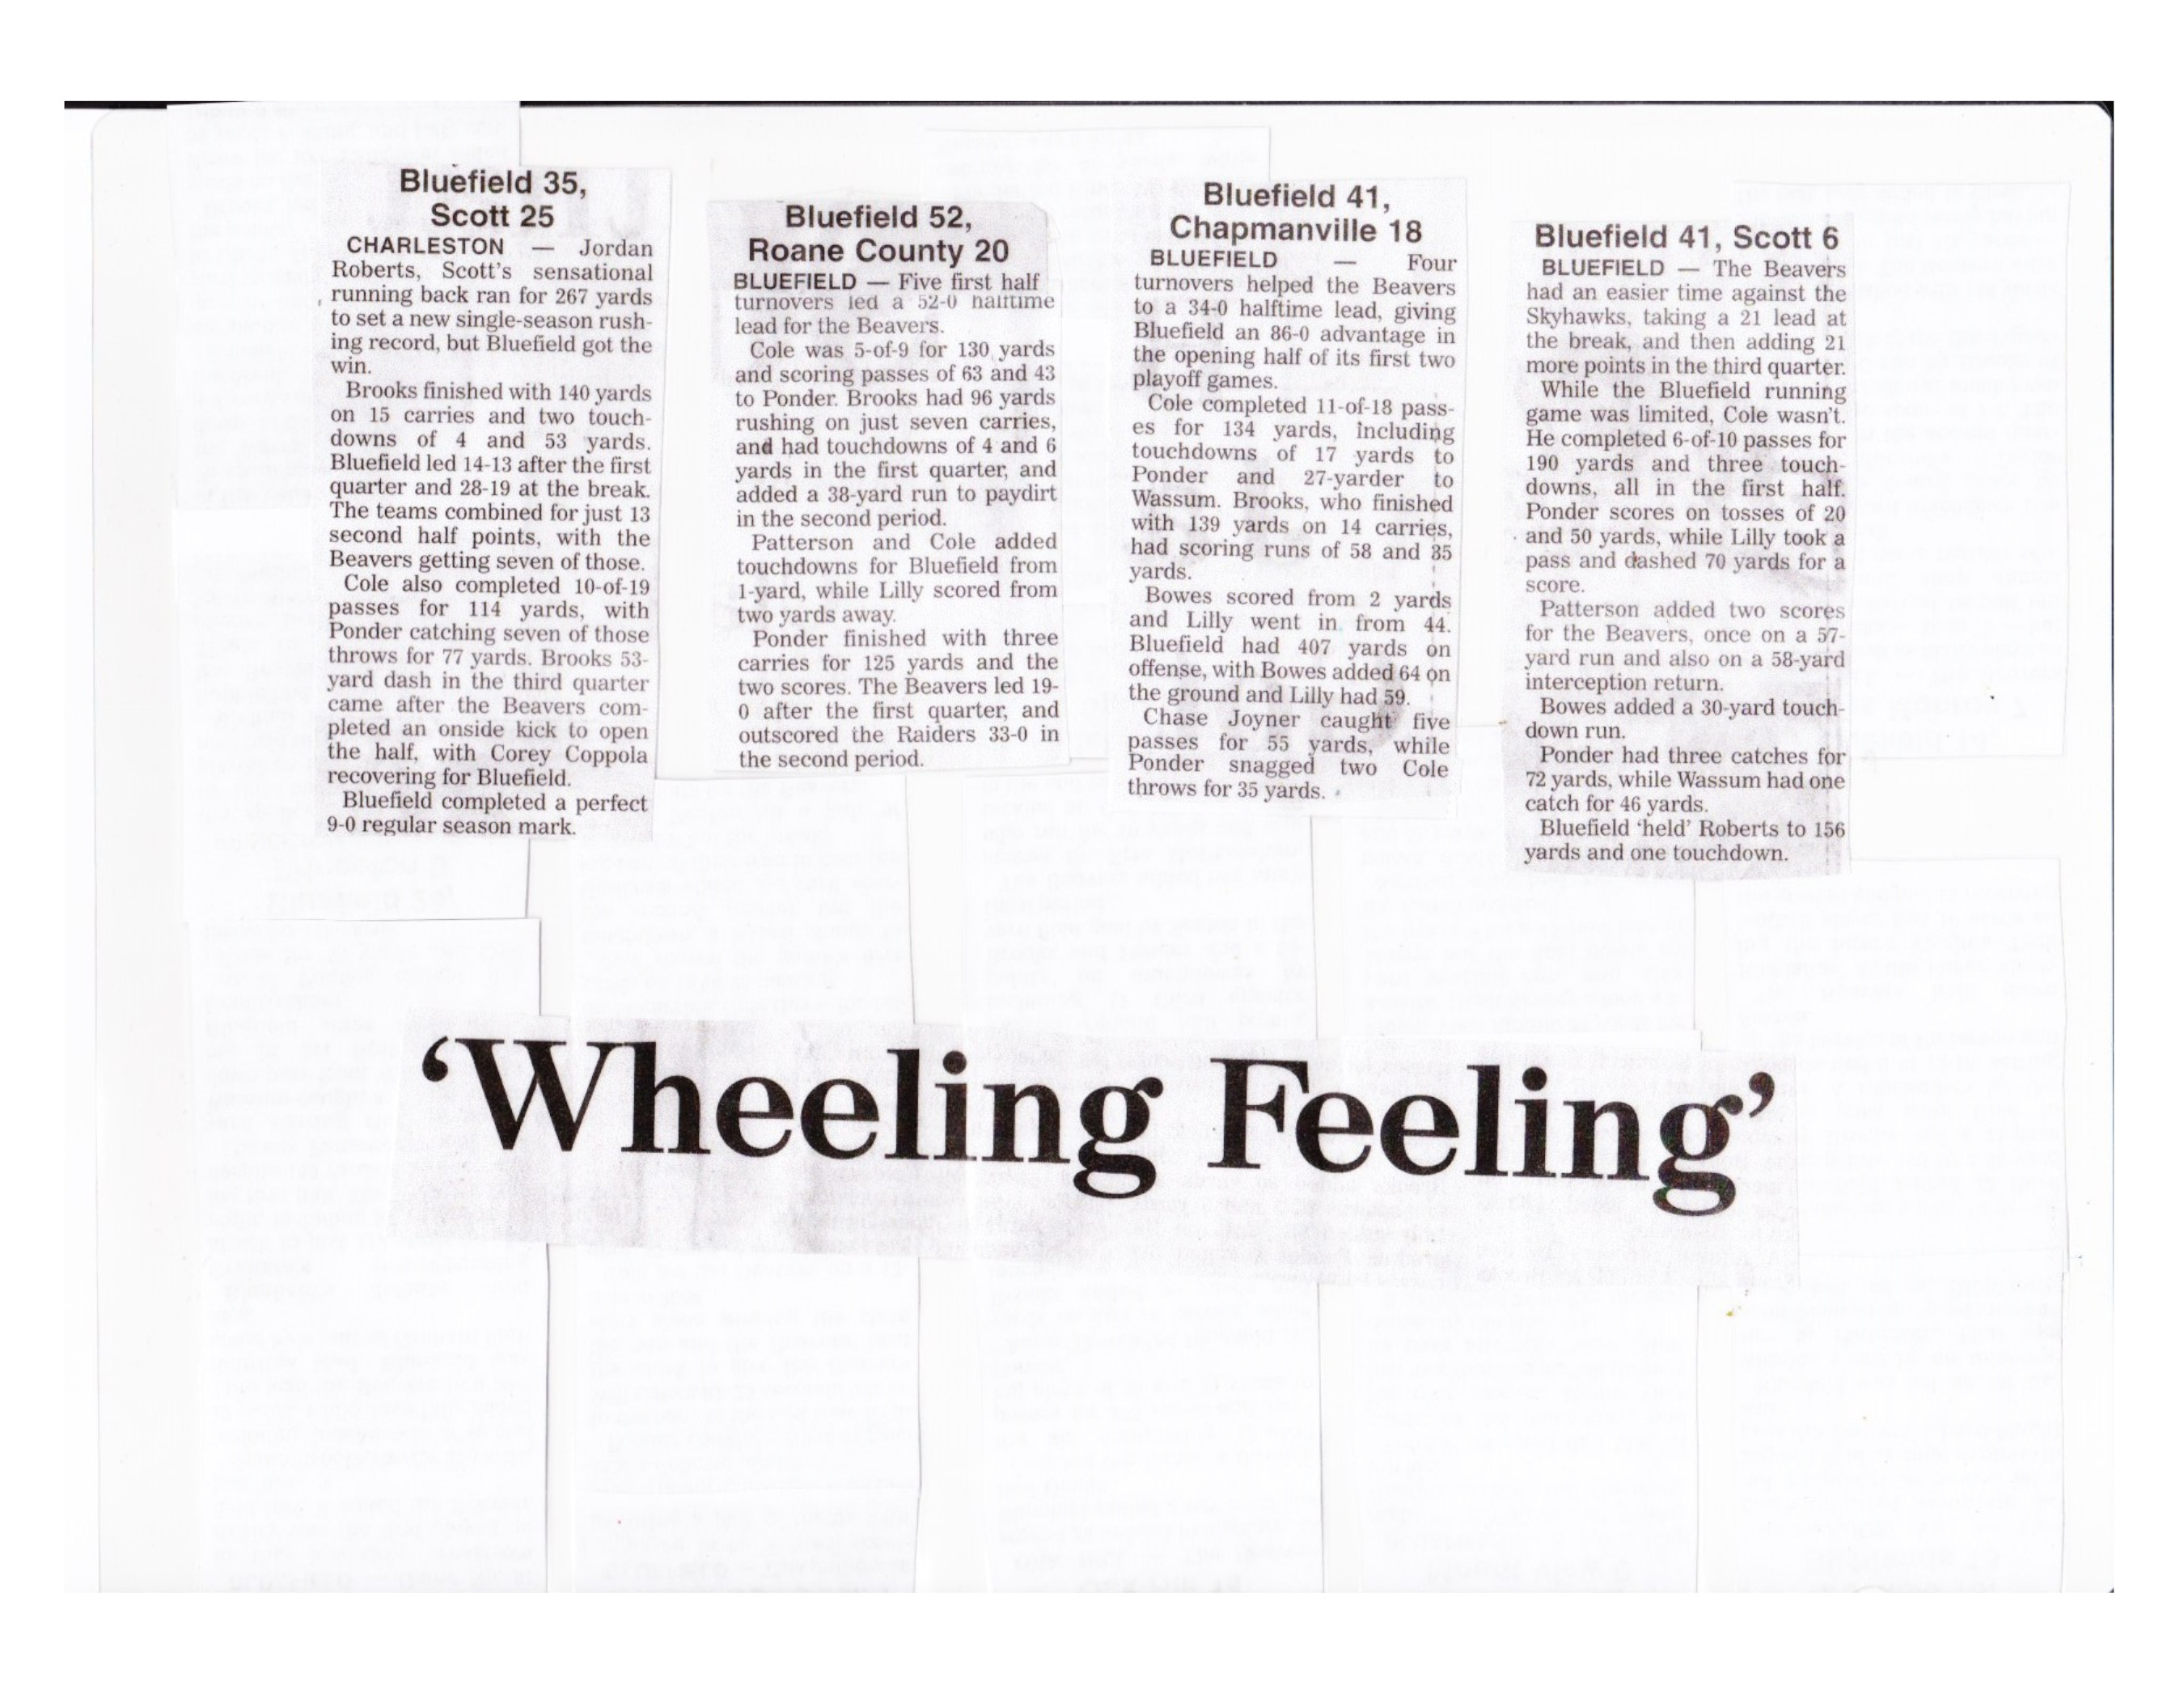 Bluefield 35,
Scott 25
CHARLESTON — Jordan
Roberts, Scott's sensational
running back ran for 267 yards
to set a new single-season rush-
ing record, but Bluefield got the
win.
Brooks finished with 140 yards
on 15 carries and two touch-
downs of 4 and 53 yards.
Bluefield led 14-13 after the first
quarter and 28-19 at the break.
The teams combined for just 13
second half points, with the
Beavers getting seven of those.
Cole also completed 10-of-19
passes for 114 yards, with
Ponder catching seven of those
throws for 77 yards. Brooks 53-
yard dash in the third quarter
came after the Beavers com-
pleted an onside kick to open
the half, with Corey Coppola
recovering for Bluefield.
Bluefield completed a perfect
9-0 regular season mark.
Bluefield 52,
Roane County 20
BLUEFIELD — Five first half
turnovers led a 52-0 halftime
lead for the Beavers.
Cole was 5-of-9 for 130 yards
and scoring passes of 63 and 43
to Ponder. Brooks had 96 yards
rushing on just seven carries,
and had touchdowns of 4 and 6
yards in the first quarter, and
added a 38-yard run to paydirt
in the second period.
Patterson and Cole added
touchdowns for Bluefield from
1-yard, while Lilly scored from
two yards away.
Ponder finished with three
carries for 125 yards and the
two scores. The Beavers led 19-
0 after the first quarter, and
outscored the Raiders 33-0 in
the second period.
Bluefield 41,
Chapmanville 18
BLUEFIELD — Four
turnovers helped the Beavers
to a 34-0 halftime lead, giving
Bluefield an 86-0 advantage in
the opening half of its first two
playoff games.
Cole completed 11-of-18 pass-
es for 134 yards, including
touchdowns of 17 yards to
Ponder and 27-yarder to
Wassum. Brooks, who finished
with 139 yards on 14 carries,
had scoring runs of 58 and 35
yards.
Bowes scored from 2 yards
and Lilly went in from 44.
Bluefield had 407 yards on
offense, with Bowes added 64 on
the ground and Lilly had 59.
Chase Joyner caught five
passes for 55 yards, while
Ponder snagged two Cole
throws for 35 yards.
Bluefield 41, Scott 6
BLUEFIELD — The Beavers
had an easier time against the
Skyhawks, taking a 21 lead at
the break, and then adding 21
more points in the third quarter.
While the Bluefield running
game was limited, Cole wasn't.
He completed 6-of-10 passes for
190 yards and three touch-
downs, all in the first half.
Ponder scores on tosses of 20
and 50 yards, while Lilly took a
pass and dashed 70 yards for a
score.
Patterson added two scores
for the Beavers, once on a 57-
yard run and also on a 58-yard
interception return.
Bowes added a 30-yard touch-
down run.
Ponder had three catches for
72 yards, while Wassum had one
catch for 46 yards.
Bluefield 'held' Roberts to 156
yards and one touchdown.
'Wheeling Feeling'